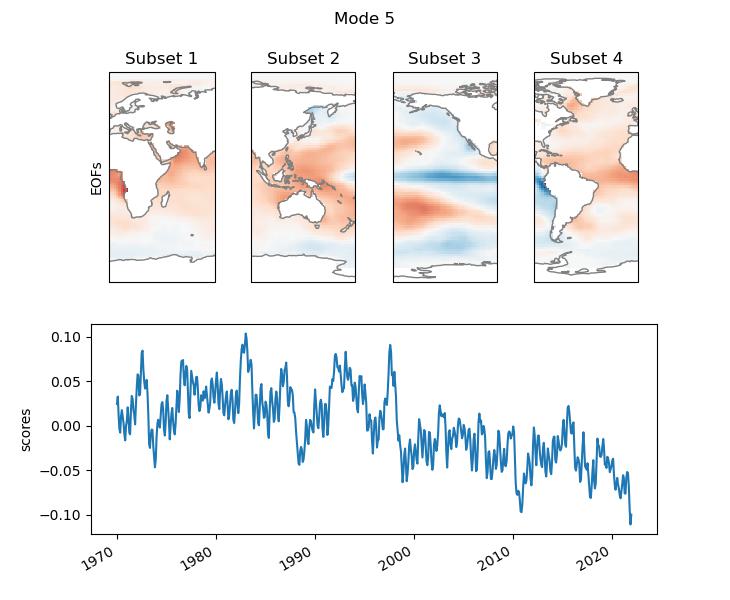 Mode 5
Subset 1
Subset 2
Subset 3
Subset 4
EOFs
0.10
0.05
0.00
−0.05
−0.10
scores
1970
1980
1990
2000
2010
2020